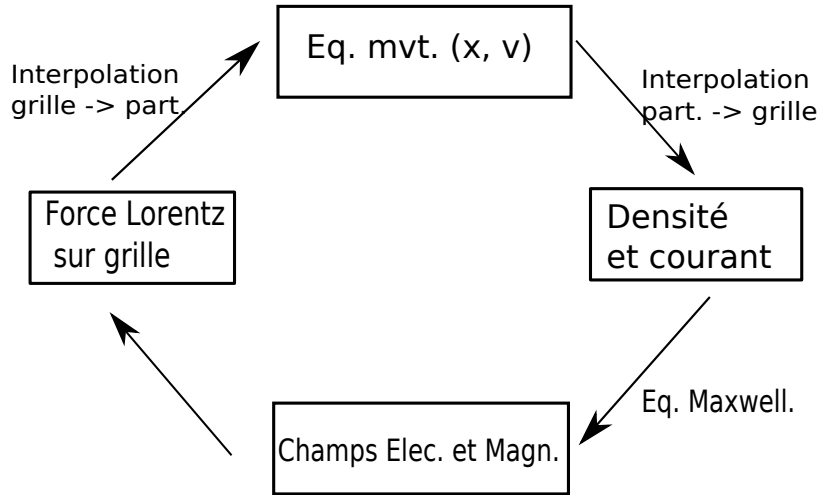 Eq. mvt. (x, v)
Interpolation
grille -> part.
Interpolation
part. -> grille
Force Lorentz
sur grille
Densité
et courant
Eq. Maxwell.
Champs Elec. et Magn.